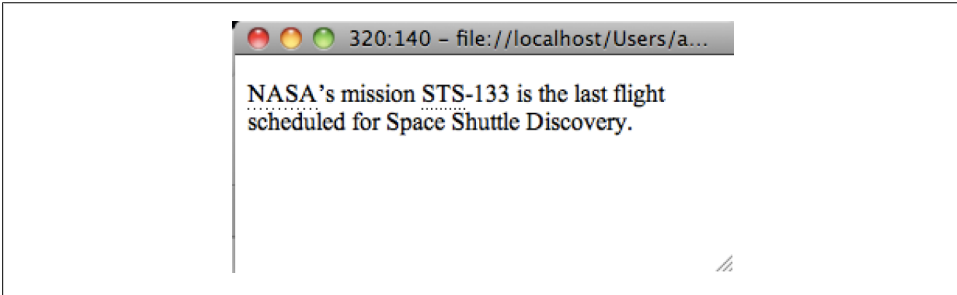 320:140 – file://localhost/Users/a...
NASA's mission STS-133 is the last flight
scheduled for Space Shuttle Discovery.